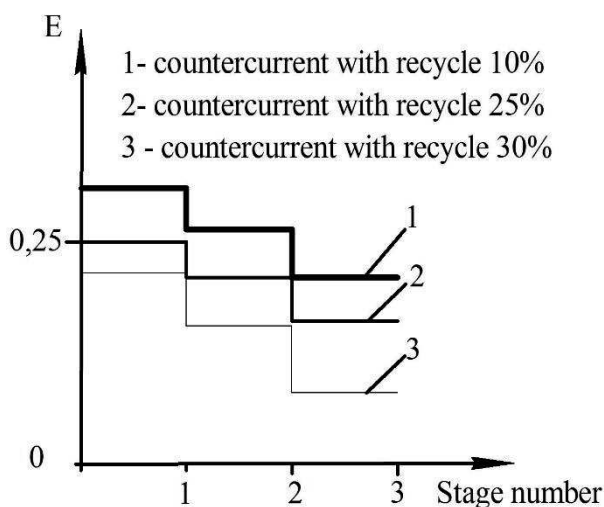 E
1- countercurrent with recycle 10%
2- countercurrent with recycle 25%
3 - countercurrent with recycle 30%
1
0,25
2
3
0
1 2 3 Stage number